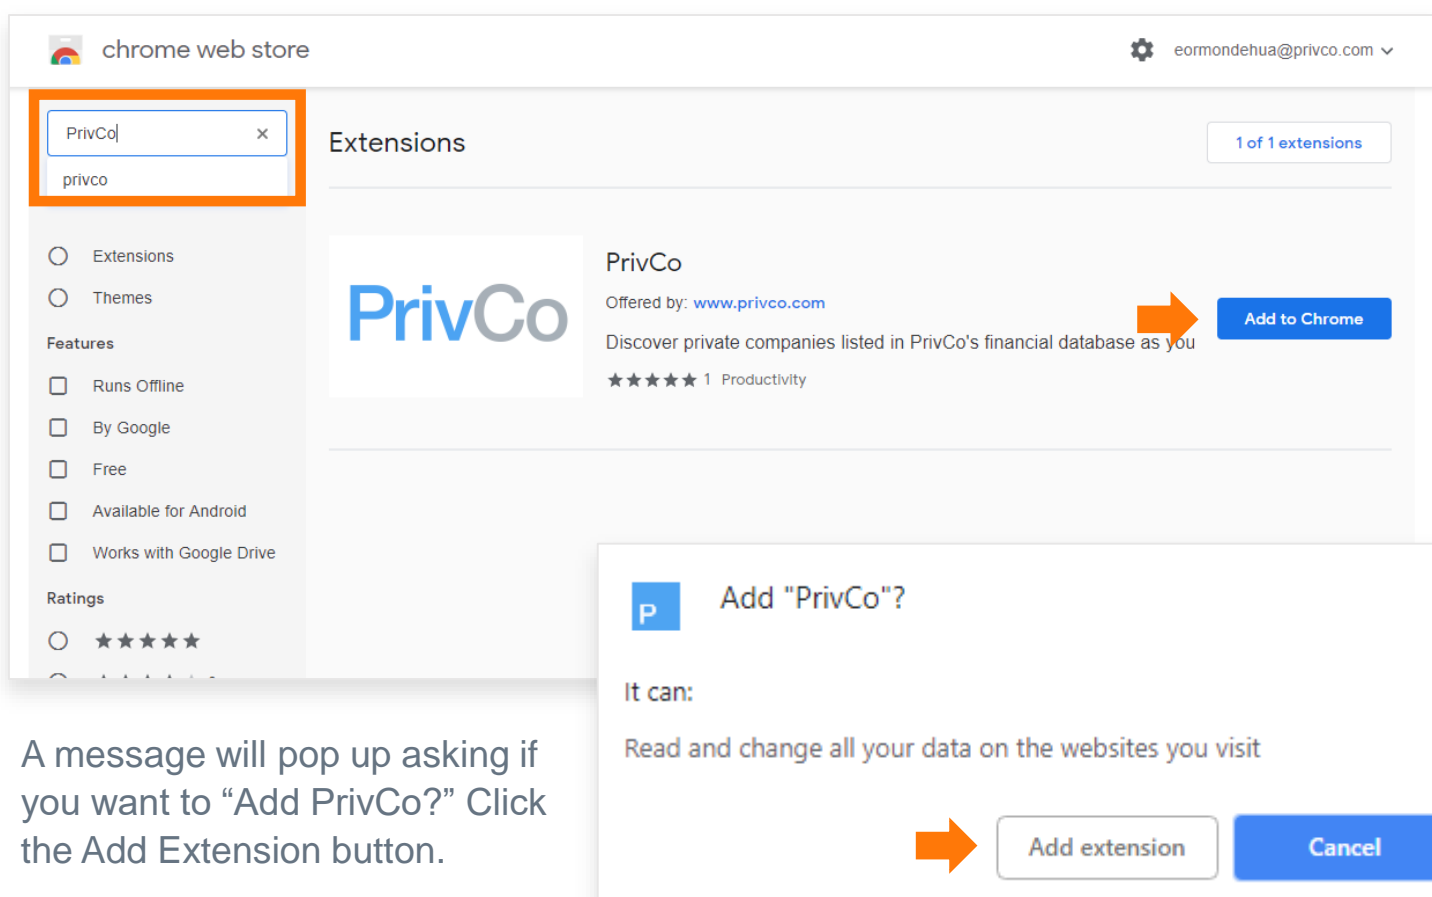 chrome web store
eormondehua@privco.com
PrivCo
privco
Extensions
1 of 1 extensions
Extensions
Themes
Features
Runs Offline
By Google
Free
Available for Android
Works with Google Drive
Ratings
PrivCo
PrivCo
Offered by: www.privco.com
Discover private companies listed in PrivCo's financial database as you
1 Productivity
Add to Chrome
A message will pop up asking if
you want to “Add PrivCo?” Click
the Add Extension button.
P
Add "PrivCo"?
It can:
Read and change all your data on the websites you visit
Add extension
Cancel